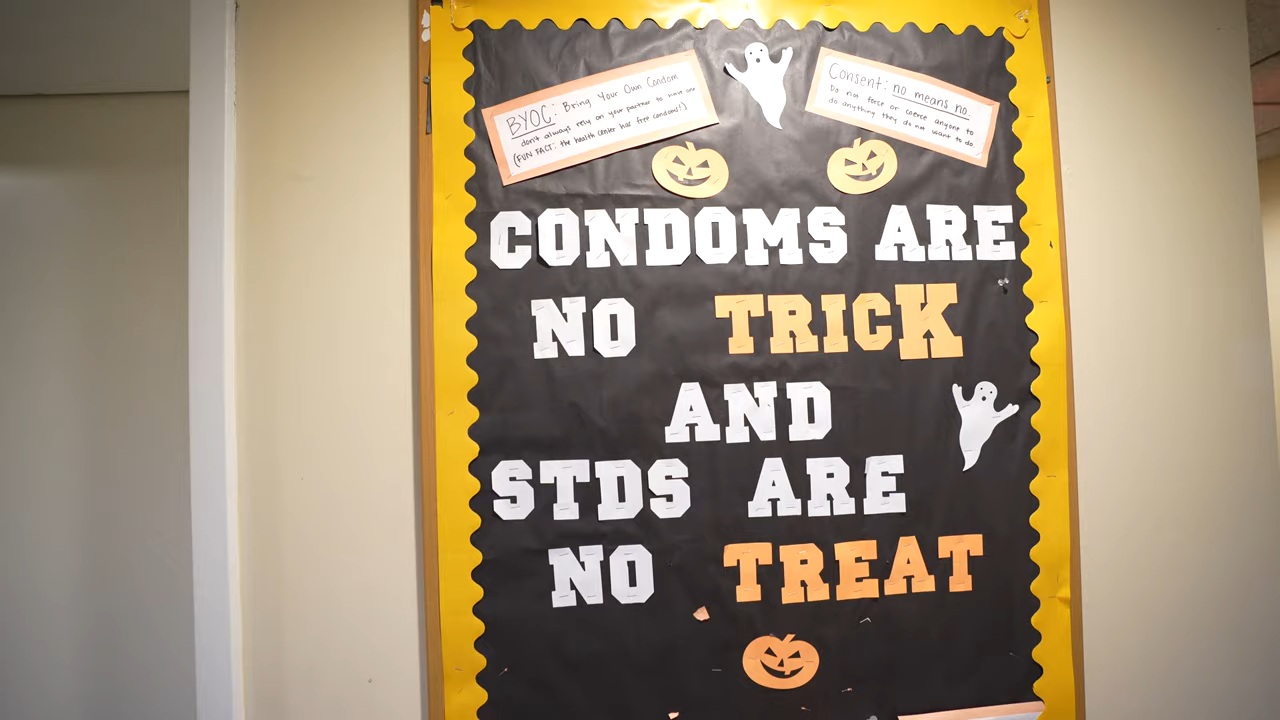 BYOC: Bring Your Own Condom
don't always rely on your partner to have one
(FUN FACT: the health center has free condoms!)
Consent: no means no.
Do not force or coerce anyone to
do anything they do not want to do.
CONDOMS ARE
NO TRICK
AND
STDS ARE
NO TREAT